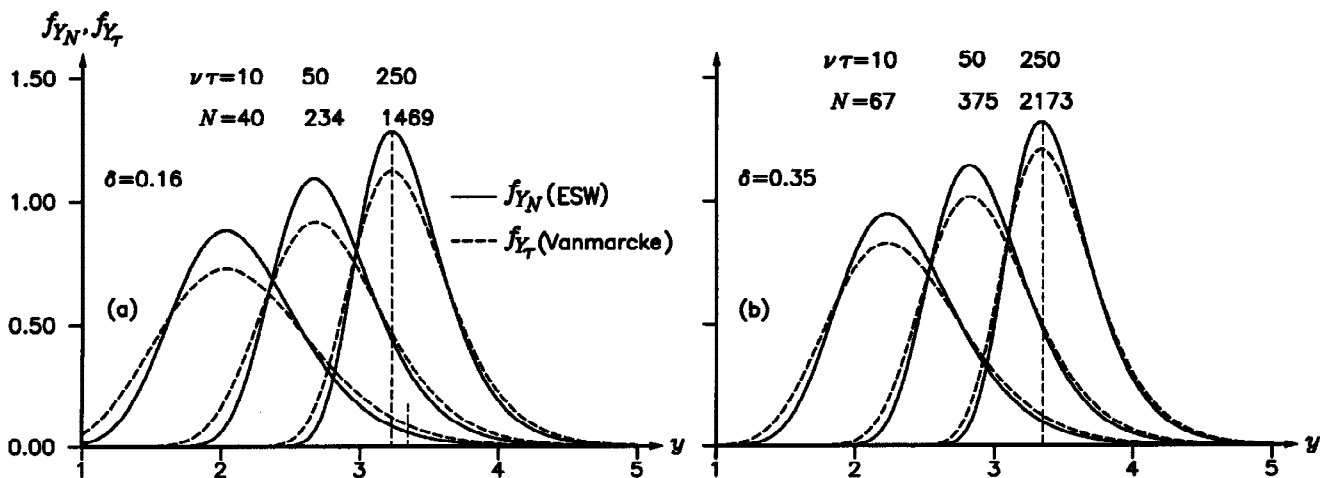 f_{Y_N}, f_{Y_τ}
1.50
1.00
0.50
0.00
ντ=10 50 250
N=40 234 1469
δ=0.16
f_{Y_N}(ESW)
f_{Y_τ}(Vanmarcke)
(a)
1 2 3 4 5 y
ντ=10 50 250
N=67 375 2173
δ=0.35
(b)
1 2 3 4 5 y